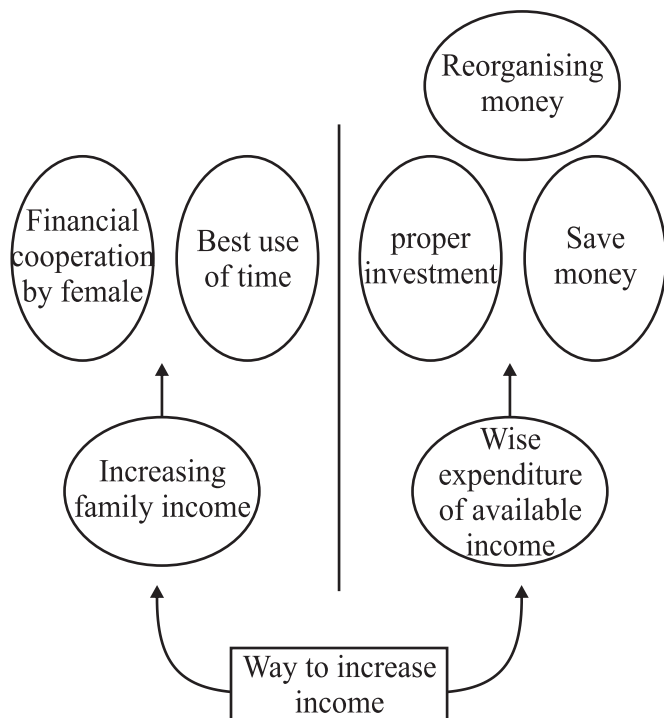 Reorganising
money
Financial
cooperation
by female
Best use
of time
proper
investment
Save
money
Increasing
family income
Wise
expenditure
of available
income
Way to increase
income